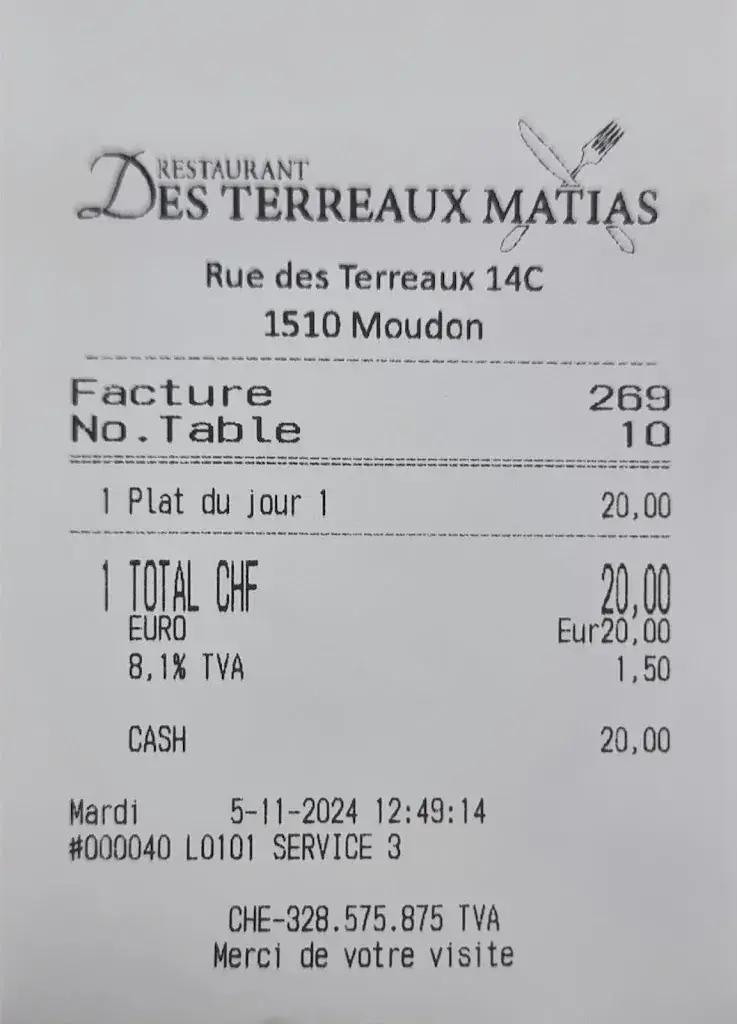 RESTAURANT
DES TERREAUX MATIAS
Rue des Terreaux 14C
1510 Moudon
Facture 269
No.Table 10
1 Plat du jour 1 20,00
1 TOTAL CHF 20,00
EURO Eur20,00
8,1% TVA 1,50
CASH 20,00
Mardi 5-11-2024 12:49:14
#000040 L0101 SERVICE 3
CHE-328.575.875 TVA
Merci de votre visite